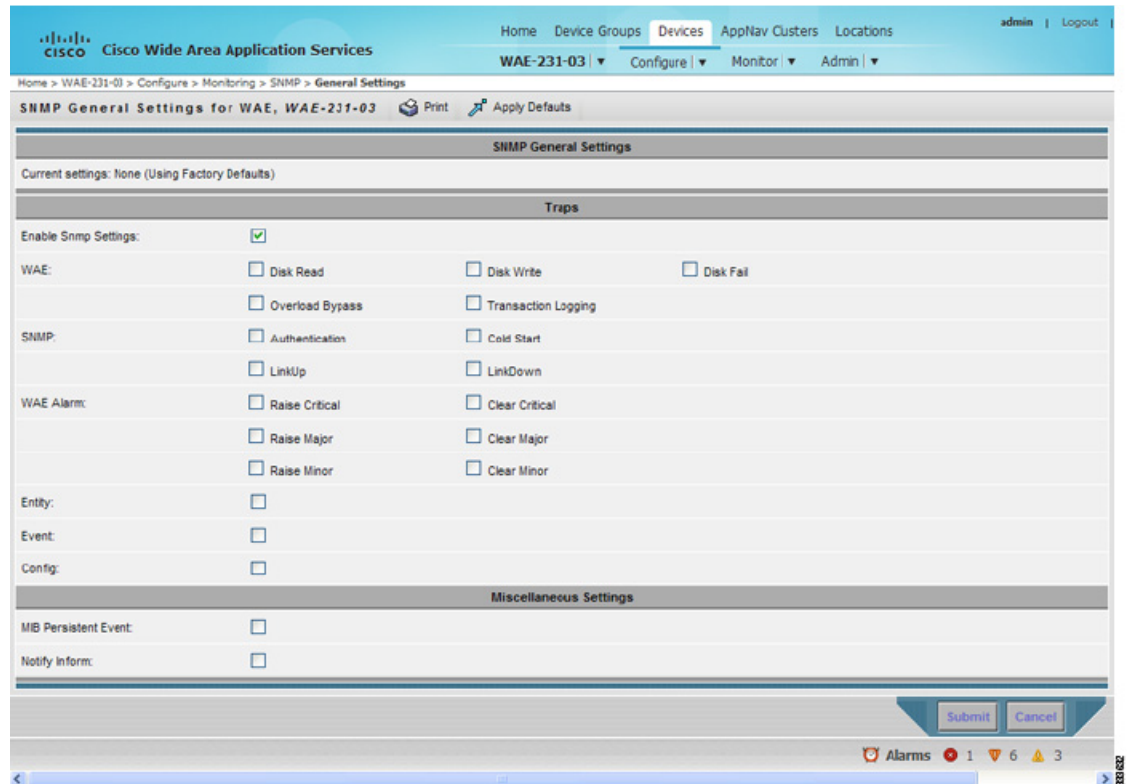 Home Device Groups Devices AppNav Clusters Locations
admin | Logout |
CISCO Cisco Wide Area Application Services
WAE-231-03 | Configure | Monitor | Admin |
Home > WAE-231-03 > Configure > Monitoring > SNMP > General Settings
SNMP General Settings for WAE, WAE-231-03 Print Apply Defaults
SNMP General Settings
Current settings: None (Using Factory Defaults)
Traps
Enable Snmp Settings:
WAE: Disk Read Disk Write Disk Fail
Overload Bypass Transaction Logging
SNMP: Authentication Cold Start
LinkUp LinkDown
WAE Alarm: Raise Critical Clear Critical
Raise Major Clear Major
Raise Minor Clear Minor
Entity:
Event:
Config:
Miscellaneous Settings
MIB Persistent Event:
Notify Inform:
Submit Cancel
Alarms 1 6 3